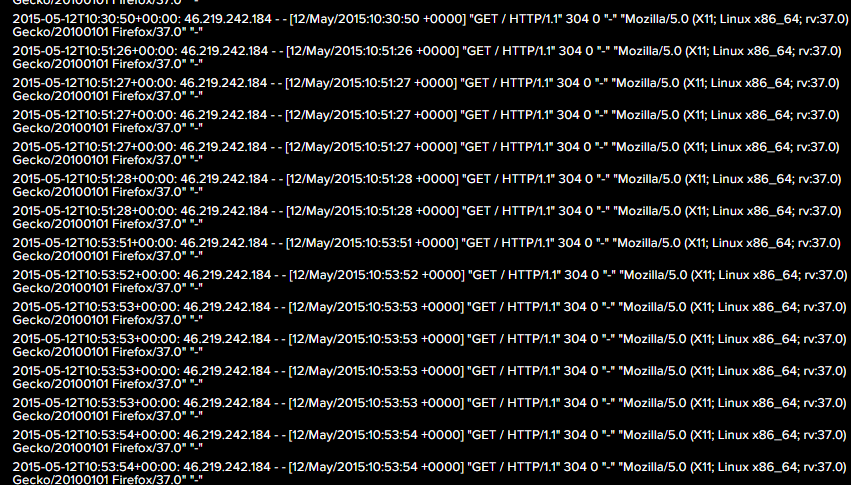 2015-05-12T10:30:50+00:00: 46.219.242.184 - - [12/May/2015:10:30:50 +0000] "GET / HTTP/1.1" 304 0 "-" "Mozilla/5.0 (X11; Linux x86_64; rv:37.0)
Gecko/20100101 Firefox/37.0" "-"
2015-05-12T10:51:26+00:00: 46.219.242.184 - - [12/May/2015:10:51:26 +0000] "GET / HTTP/1.1" 304 0 "-" "Mozilla/5.0 (X11; Linux x86_64; rv:37.0)
Gecko/20100101 Firefox/37.0" "-"
2015-05-12T10:51:27+00:00: 46.219.242.184 - - [12/May/2015:10:51:27 +0000] "GET / HTTP/1.1" 304 0 "-" "Mozilla/5.0 (X11; Linux x86_64; rv:37.0)
Gecko/20100101 Firefox/37.0" "-"
2015-05-12T10:51:27+00:00: 46.219.242.184 - - [12/May/2015:10:51:27 +0000] "GET / HTTP/1.1" 304 0 "-" "Mozilla/5.0 (X11; Linux x86_64; rv:37.0)
Gecko/20100101 Firefox/37.0" "-"
2015-05-12T10:51:27+00:00: 46.219.242.184 - - [12/May/2015:10:51:27 +0000] "GET / HTTP/1.1" 304 0 "-" "Mozilla/5.0 (X11; Linux x86_64; rv:37.0)
Gecko/20100101 Firefox/37.0" "-"
2015-05-12T10:51:28+00:00: 46.219.242.184 - - [12/May/2015:10:51:28 +0000] "GET / HTTP/1.1" 304 0 "-" "Mozilla/5.0 (X11; Linux x86_64; rv:37.0)
Gecko/20100101 Firefox/37.0" "-"
2015-05-12T10:51:28+00:00: 46.219.242.184 - - [12/May/2015:10:51:28 +0000] "GET / HTTP/1.1" 304 0 "-" "Mozilla/5.0 (X11; Linux x86_64; rv:37.0)
Gecko/20100101 Firefox/37.0" "-"
2015-05-12T10:53:51+00:00: 46.219.242.184 - - [12/May/2015:10:53:51 +0000] "GET / HTTP/1.1" 304 0 "-" "Mozilla/5.0 (X11; Linux x86_64; rv:37.0)
Gecko/20100101 Firefox/37.0" "-"
2015-05-12T10:53:52+00:00: 46.219.242.184 - - [12/May/2015:10:53:52 +0000] "GET / HTTP/1.1" 304 0 "-" "Mozilla/5.0 (X11; Linux x86_64; rv:37.0)
Gecko/20100101 Firefox/37.0" "-"
2015-05-12T10:53:53+00:00: 46.219.242.184 - - [12/May/2015:10:53:53 +0000] "GET / HTTP/1.1" 304 0 "-" "Mozilla/5.0 (X11; Linux x86_64; rv:37.0)
Gecko/20100101 Firefox/37.0" "-"
2015-05-12T10:53:53+00:00: 46.219.242.184 - - [12/May/2015:10:53:53 +0000] "GET / HTTP/1.1" 304 0 "-" "Mozilla/5.0 (X11; Linux x86_64; rv:37.0)
Gecko/20100101 Firefox/37.0" "-"
2015-05-12T10:53:53+00:00: 46.219.242.184 - - [12/May/2015:10:53:53 +0000] "GET / HTTP/1.1" 304 0 "-" "Mozilla/5.0 (X11; Linux x86_64; rv:37.0)
Gecko/20100101 Firefox/37.0" "-"
2015-05-12T10:53:53+00:00: 46.219.242.184 - - [12/May/2015:10:53:53 +0000] "GET / HTTP/1.1" 304 0 "-" "Mozilla/5.0 (X11; Linux x86_64; rv:37.0)
Gecko/20100101 Firefox/37.0" "-"
2015-05-12T10:53:54+00:00: 46.219.242.184 - - [12/May/2015:10:53:54 +0000] "GET / HTTP/1.1" 304 0 "-" "Mozilla/5.0 (X11; Linux x86_64; rv:37.0)
Gecko/20100101 Firefox/37.0" "-"
2015-05-12T10:53:54+00:00: 46.219.242.184 - - [12/May/2015:10:53:54 +0000] "GET / HTTP/1.1" 304 0 "-" "Mozilla/5.0 (X11; Linux x86_64; rv:37.0)
Gecko/20100101 Firefox/37.0" "-"